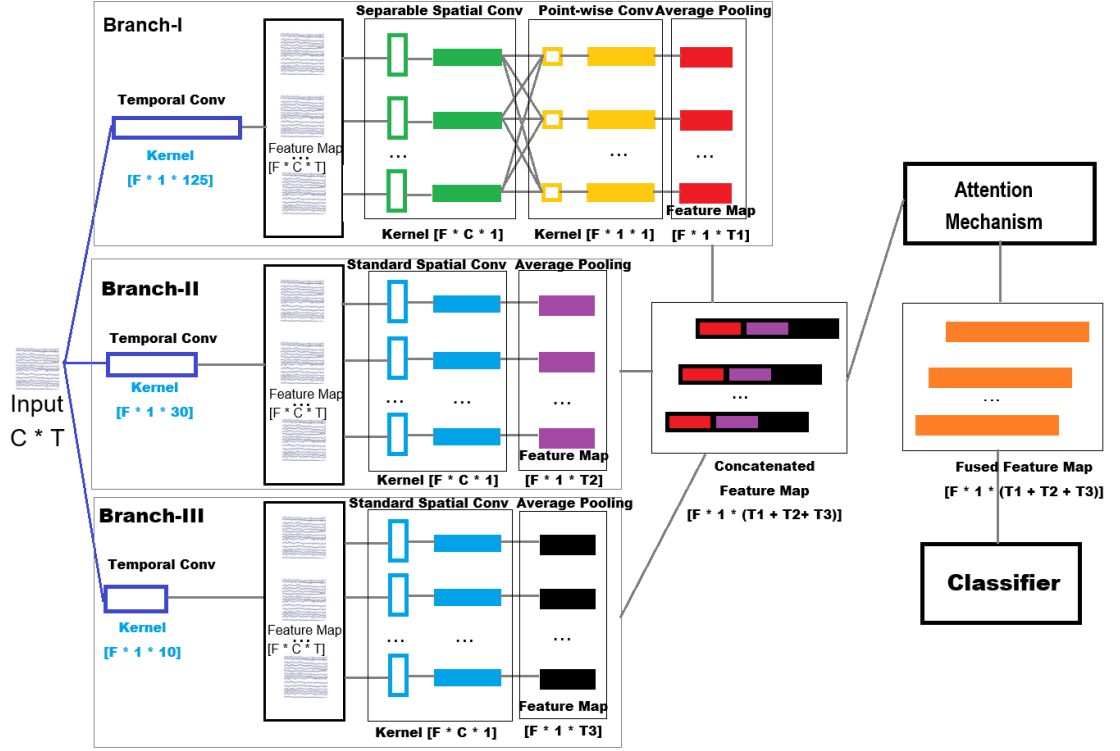 Branch-I
Separable Spatial Conv
Point-wise Conv
Average Pooling
Temporal Conv
Kernel
[F * 1 * 125]
Feature Map
...
[F * C * T]
...
...
...
...
Feature Map
Kernel [F * C * 1]
Kernel [F * 1 * 1]
[F * 1 * T1]
Branch-II
Standard Spatial Conv
Average Pooling
Temporal Conv
Kernel
[F * 1 * 30]
Feature Map
...
[F * C * T]
...
...
...
Feature Map
Kernel [F * C * 1]
[F * 1 * T2]
Input
C * T
Branch-III
Standard Spatial Conv
Average Pooling
Temporal Conv
Kernel
[F * 1 * 10]
Feature Map
...
[F * C * T]
...
...
...
Feature Map
Kernel [F * C * 1]
[F * 1 * T3]
...
Concatenated
Feature Map
[F * 1 * (T1 + T2+ T3)]
Attention
Mechanism
...
Fused Feature Map
[F * 1 * (T1 + T2 + T3)]
Classifier